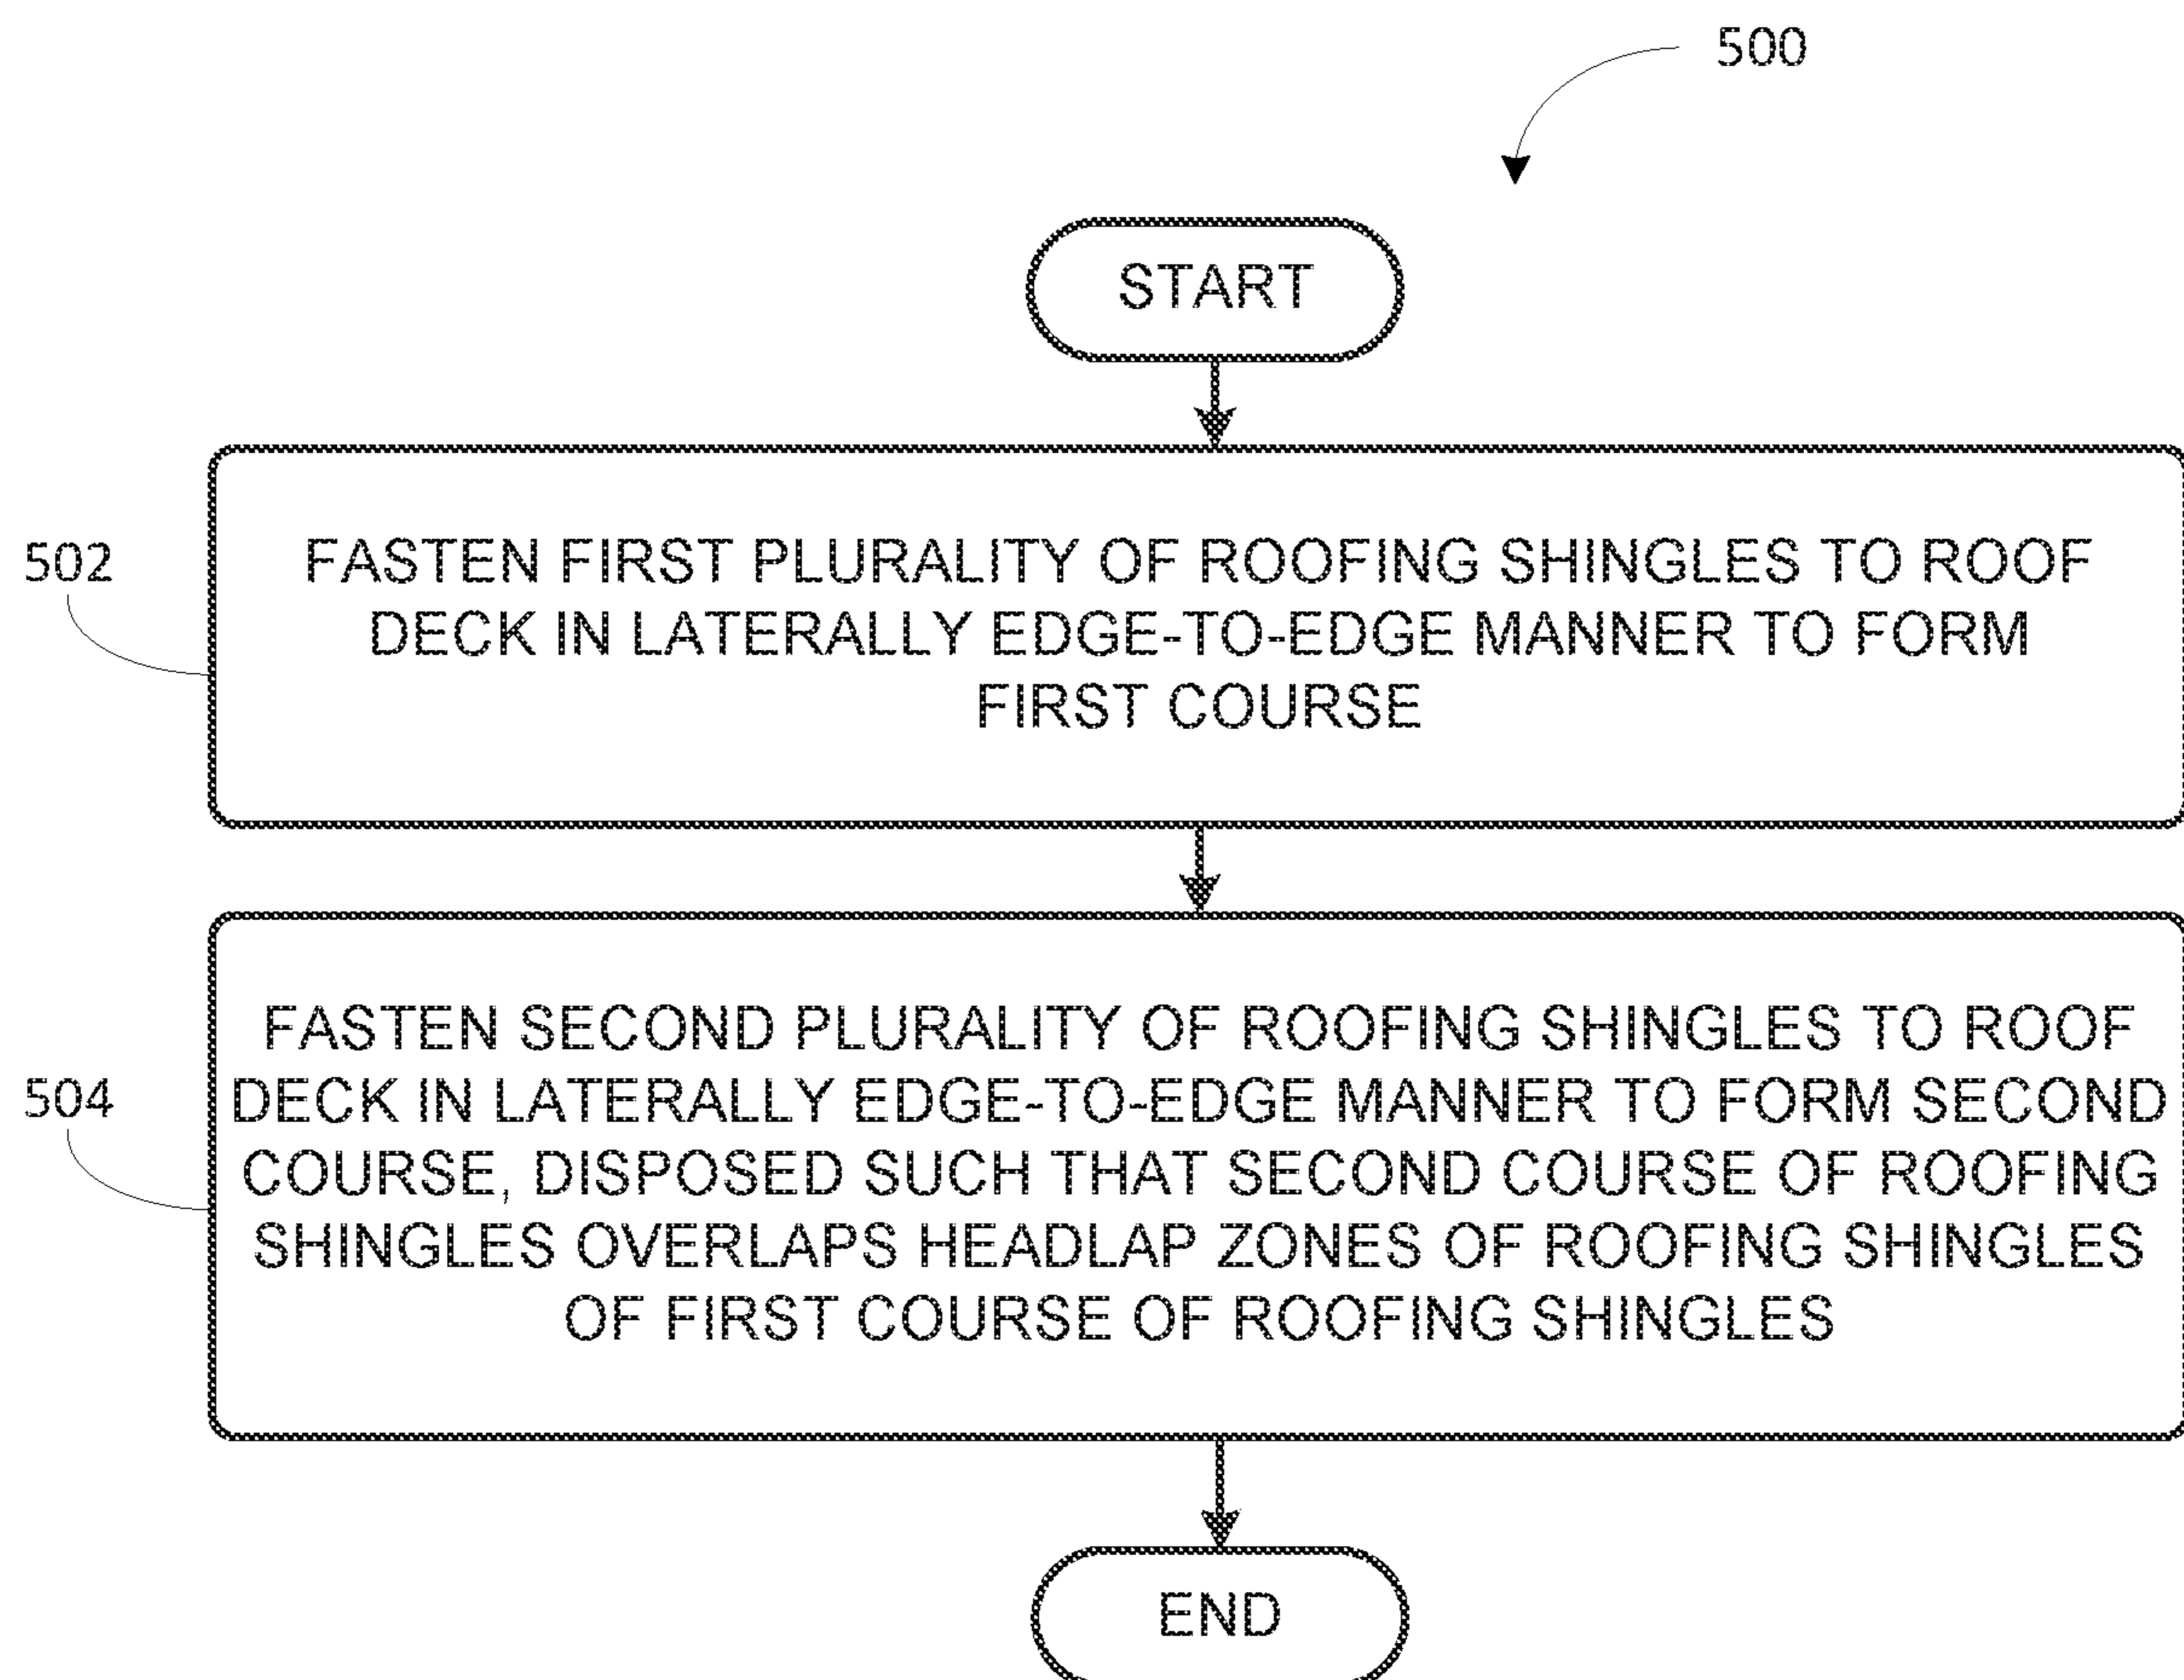 500
START
502
FASTEN FIRST PLURALITY OF ROOFING SHINGLES TO ROOF
DECK IN LATERALLY EDGE-TO-EDGE MANNER TO FORM
FIRST COURSE
504
FASTEN SECOND PLURALITY OF ROOFING SHINGLES TO ROOF
DECK IN LATERALLY EDGE-TO-EDGE MANNER TO FORM SECOND
COURSE, DISPOSED SUCH THAT SECOND COURSE OF ROOFING
SHINGLES OVERLAPS HEADLAP ZONES OF ROOFING SHINGLES
OF FIRST COURSE OF ROOFING SHINGLES
END